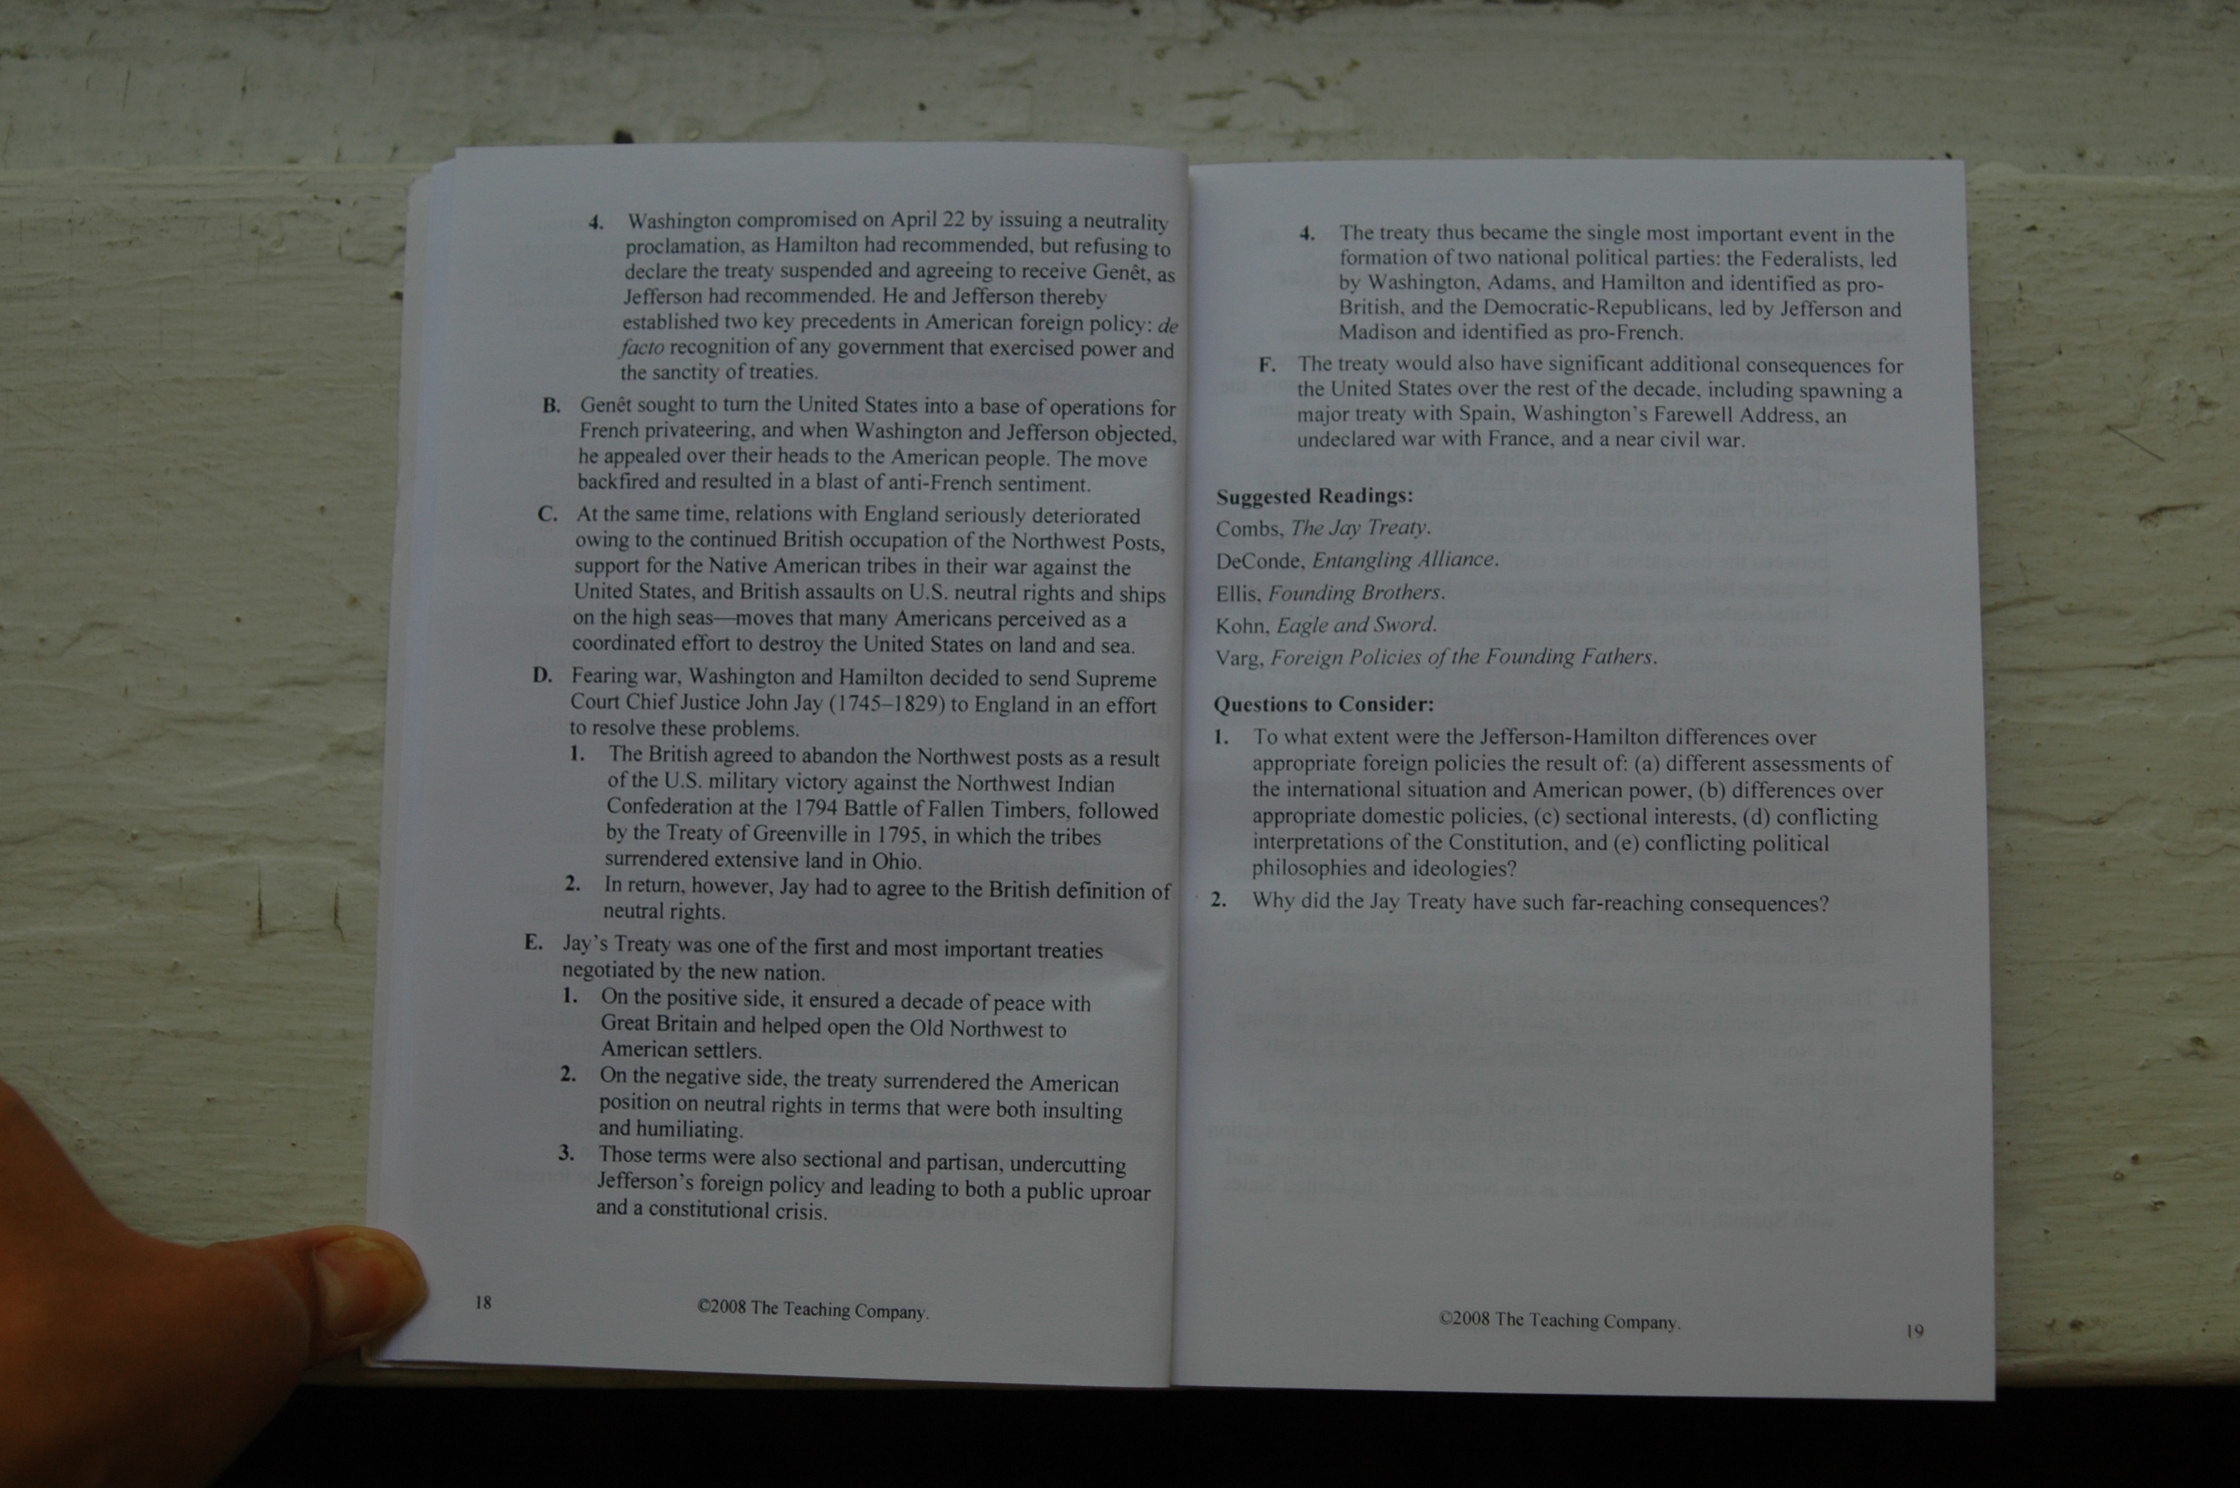 4. Washington compromised on April 22 by issuing a neutrality
proclamation, as Hamilton had recommended, but refusing to
declare the treaty suspended and agreeing to receive Genêt, as
Jefferson had recommended. He and Jefferson thereby
established two key precedents in American foreign policy: de
facto recognition of any government that exercised power and
the sanctity of treaties.
B. Genêt sought to turn the United States into a base of operations for
French privateering, and when Washington and Jefferson objected,
he appealed over their heads to the American people. The move
backfired and resulted in a blast of anti-French sentiment.
C. At the same time, relations with England seriously deteriorated
owing to the continued British occupation of the Northwest Posts,
support for the Native American tribes in their war against the
United States, and British assaults on U.S. neutral rights and ships
on the high seas—moves that many Americans perceived as a
coordinated effort to destroy the United States on land and sea.
D. Fearing war, Washington and Hamilton decided to send Supreme
Court Chief Justice John Jay (1745–1829) to England in an effort
to resolve these problems.
1. The British agreed to abandon the Northwest posts as a result
of the U.S. military victory against the Northwest Indian
Confederation at the 1794 Battle of Fallen Timbers, followed
by the Treaty of Greenville in 1795, in which the tribes
surrendered extensive land in Ohio.
2. In return, however, Jay had to agree to the British definition of
neutral rights.
E. Jay's Treaty was one of the first and most important treaties
negotiated by the new nation.
1. On the positive side, it ensured a decade of peace with
Great Britain and helped open the Old Northwest to
American settlers.
2. On the negative side, the treaty surrendered the American
position on neutral rights in terms that were both insulting
and humiliating.
3. Those terms were also sectional and partisan, undercutting
Jefferson's foreign policy and leading to both a public uproar
and a constitutional crisis.
18
©2008 The Teaching Company.
4. The treaty thus became the single most important event in the
formation of two national political parties: the Federalists, led
by Washington, Adams, and Hamilton and identified as pro-
British, and the Democratic-Republicans, led by Jefferson and
Madison and identified as pro-French.
F. The treaty would also have significant additional consequences for
the United States over the rest of the decade, including spawning a
major treaty with Spain, Washington's Farewell Address, an
undeclared war with France, and a near civil war.
Suggested Readings:
Combs, The Jay Treaty.
DeConde, Entangling Alliance.
Ellis, Founding Brothers.
Kohn, Eagle and Sword.
Varg, Foreign Policies of the Founding Fathers.
Questions to Consider:
1. To what extent were the Jefferson-Hamilton differences over
appropriate foreign policies the result of: (a) different assessments of
the international situation and American power, (b) differences over
appropriate domestic policies, (c) sectional interests, (d) conflicting
interpretations of the Constitution, and (e) conflicting political
philosophies and ideologies?
2. Why did the Jay Treaty have such far-reaching consequences?
©2008 The Teaching Company.
19